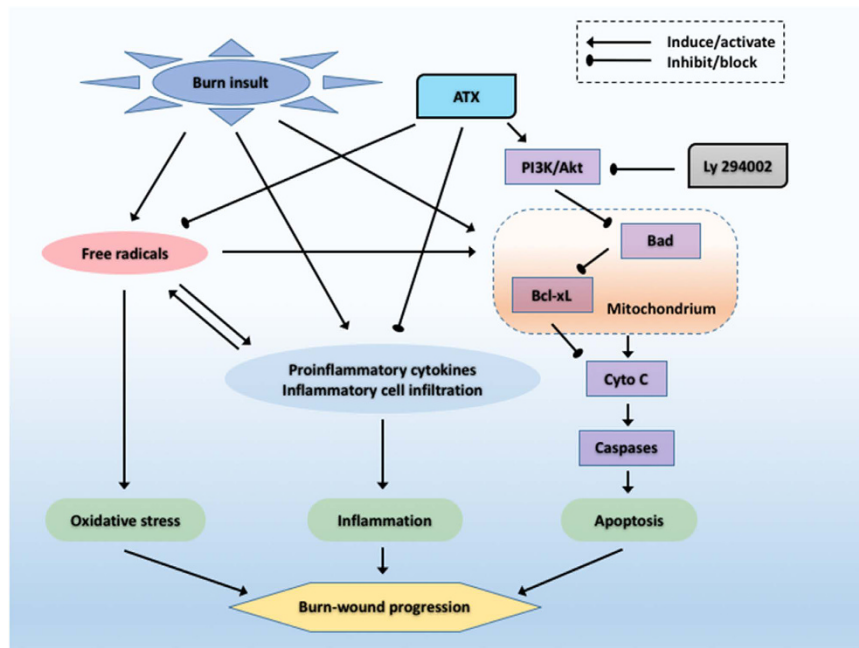 Induce/activate
Inhibit/block
Burn insult
ATX
PI3K/Akt
Ly 294002
Free radicals
Bad
Bcl-xL
Mitochondrium
Proinflammatory cytokines
Inflammatory cell infiltration
Cyto C
Caspases
Oxidative stress
Inflammation
Apoptosis
Burn-wound progression